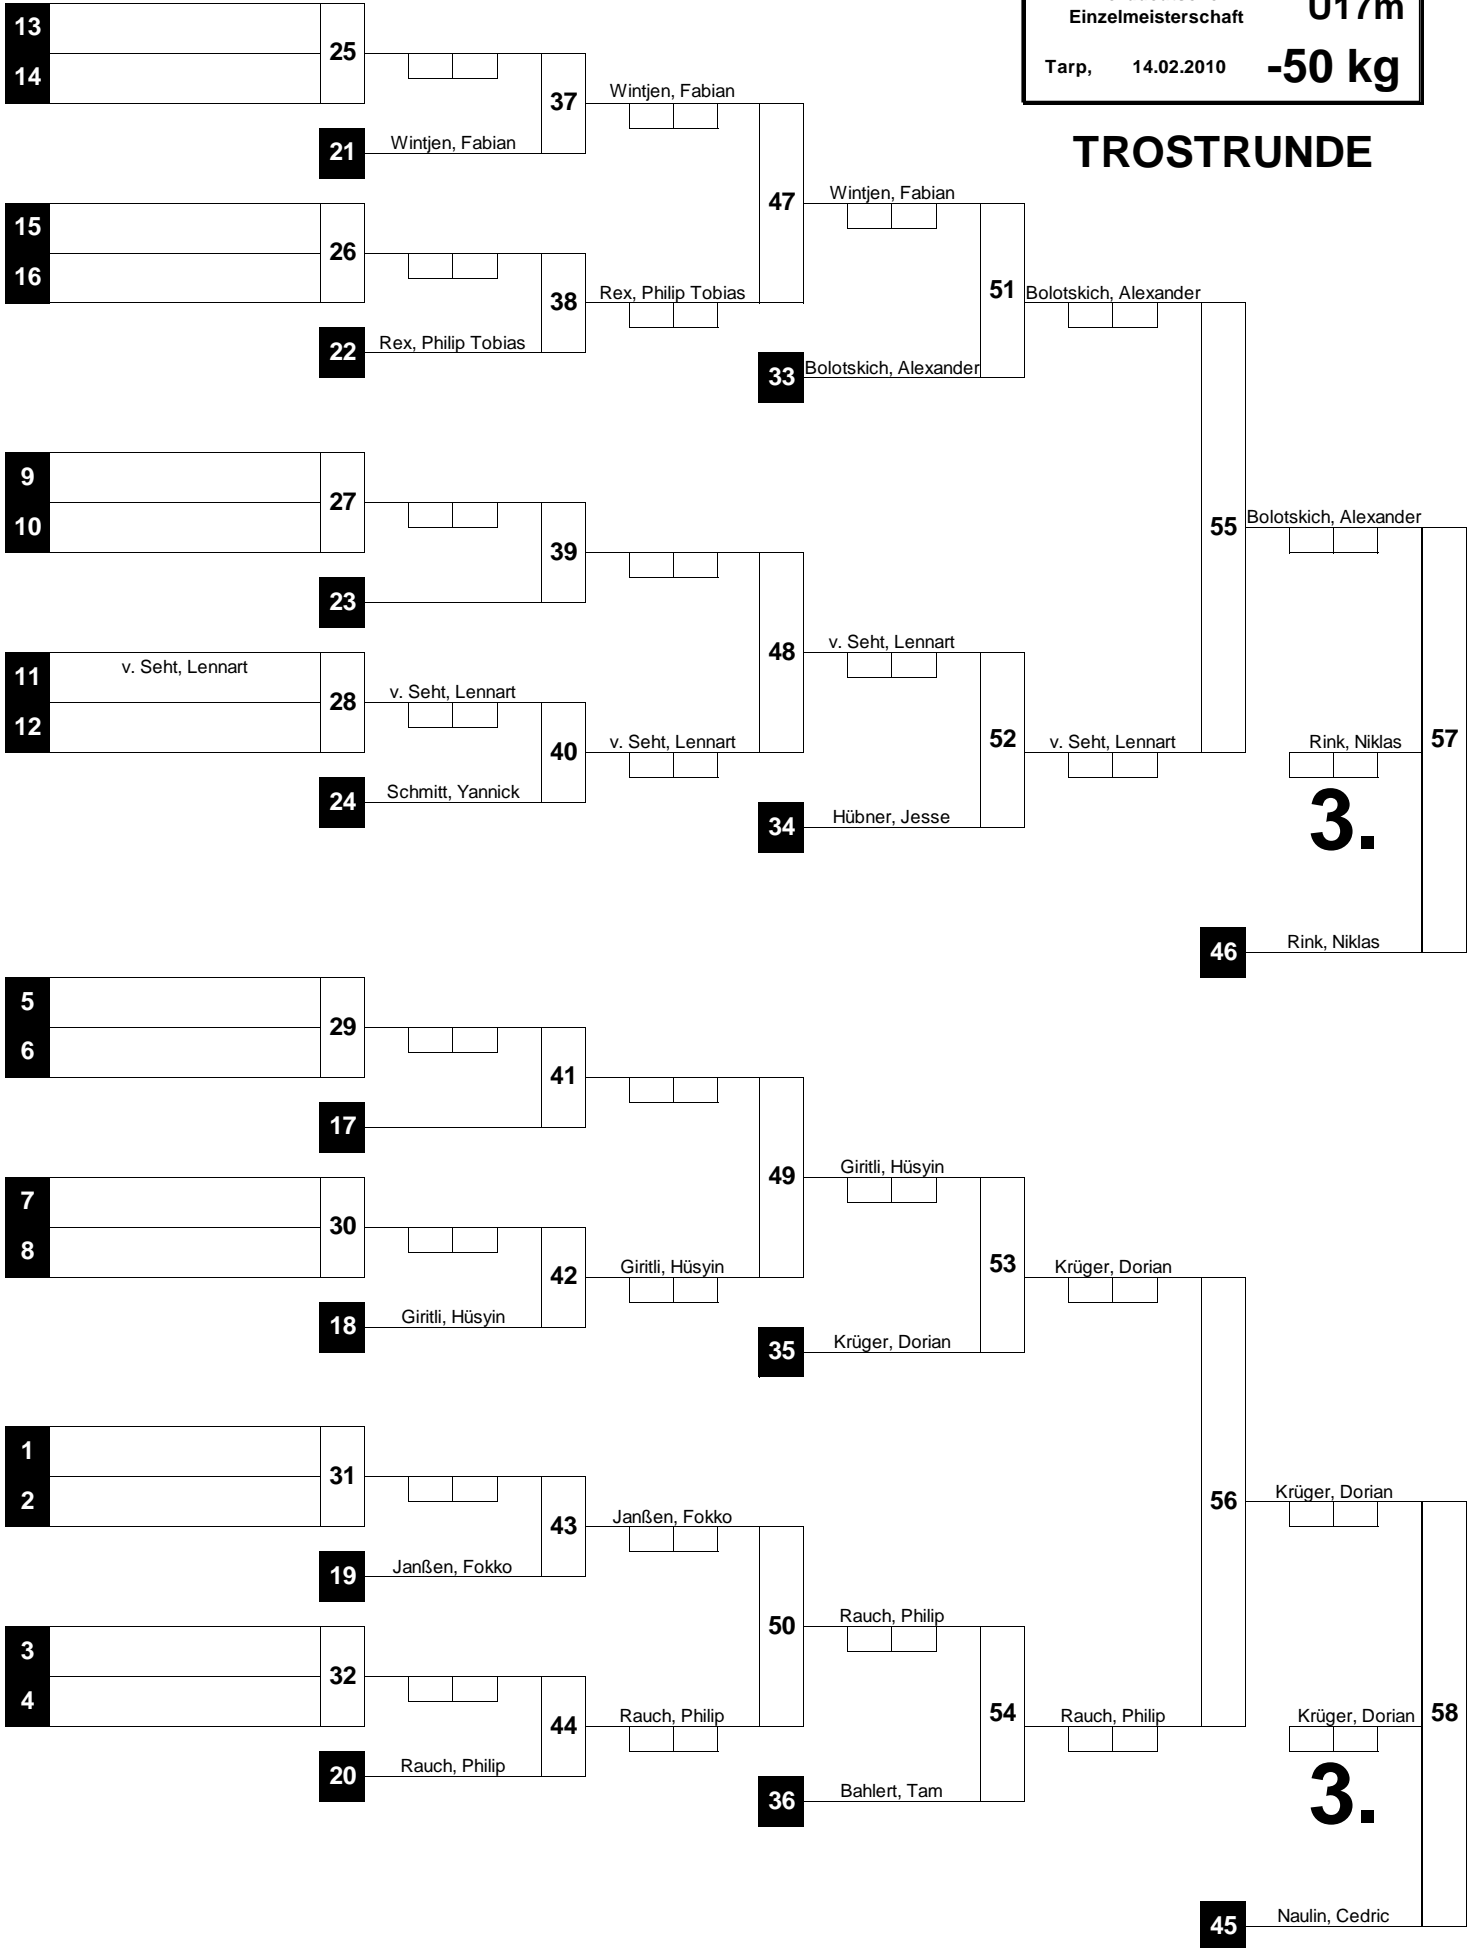 Einzelmeisterschaft
U17m
Tarp, 14.02.2010 -50 kg
TROSTRUNDE
13
14
25
37
Wintjen, Fabian
21
Wintjen, Fabian
47
Wintjen, Fabian
15
16
26
38
Rex, Philip Tobias
22
Rex, Philip Tobias
51
Bolotskich, Alexander
33
Bolotskich, Alexander
9
10
27
39
23
55
Bolotskich, Alexander
11
v. Seht, Lennart
12
28
v. Seht, Lennart
40
v. Seht, Lennart
24
Schmitt, Yannick
48
v. Seht, Lennart
52
v. Seht, Lennart
34
Hübner, Jesse
Rink, Niklas
57
3.
46
Rink, Niklas
5
6
29
41
17
49
Giritli, Hüsyin
7
8
30
42
Giritli, Hüsyin
18
Giritli, Hüsyin
53
Krüger, Dorian
35
Krüger, Dorian
1
2
31
43
Janßen, Fokko
19
Janßen, Fokko
56
Krüger, Dorian
50
Rauch, Philip
3
4
32
44
Rauch, Philip
20
Rauch, Philip
54
Rauch, Philip
36
Bahlert, Tam
Krüger, Dorian
58
3.
45
Naulin, Cedric